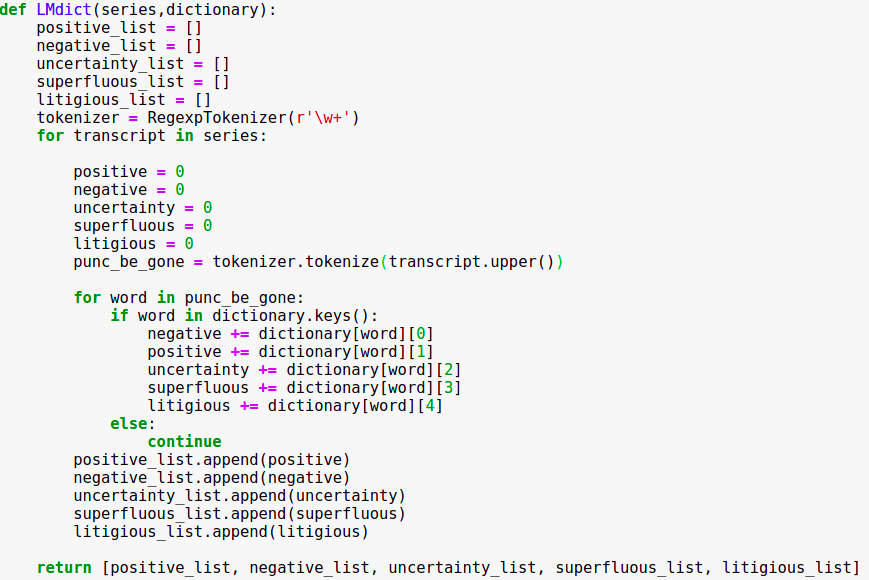 def LMdict(series,dictionary):
    positive_list = []
    negative_list = []
    uncertainty_list = []
    superfluous_list = []
    litigious_list = []
    tokenizer = RegexpTokenizer(r'\w+')
    for transcript in series:

        positive = 0
        negative = 0
        uncertainty = 0
        superfluous = 0
        litigious = 0
        punc_be_gone = tokenizer.tokenize(transcript.upper())

        for word in punc_be_gone:
            if word in dictionary.keys():
                negative += dictionary[word][0]
                positive += dictionary[word][1]
                uncertainty += dictionary[word][2]
                superfluous += dictionary[word][3]
                litigious += dictionary[word][4]
            else:
                continue
        positive_list.append(positive)
        negative_list.append(negative)
        uncertainty_list.append(uncertainty)
        superfluous_list.append(superfluous)
        litigious_list.append(litigious)

    return [positive_list, negative_list, uncertainty_list, superfluous_list, litigious_list]